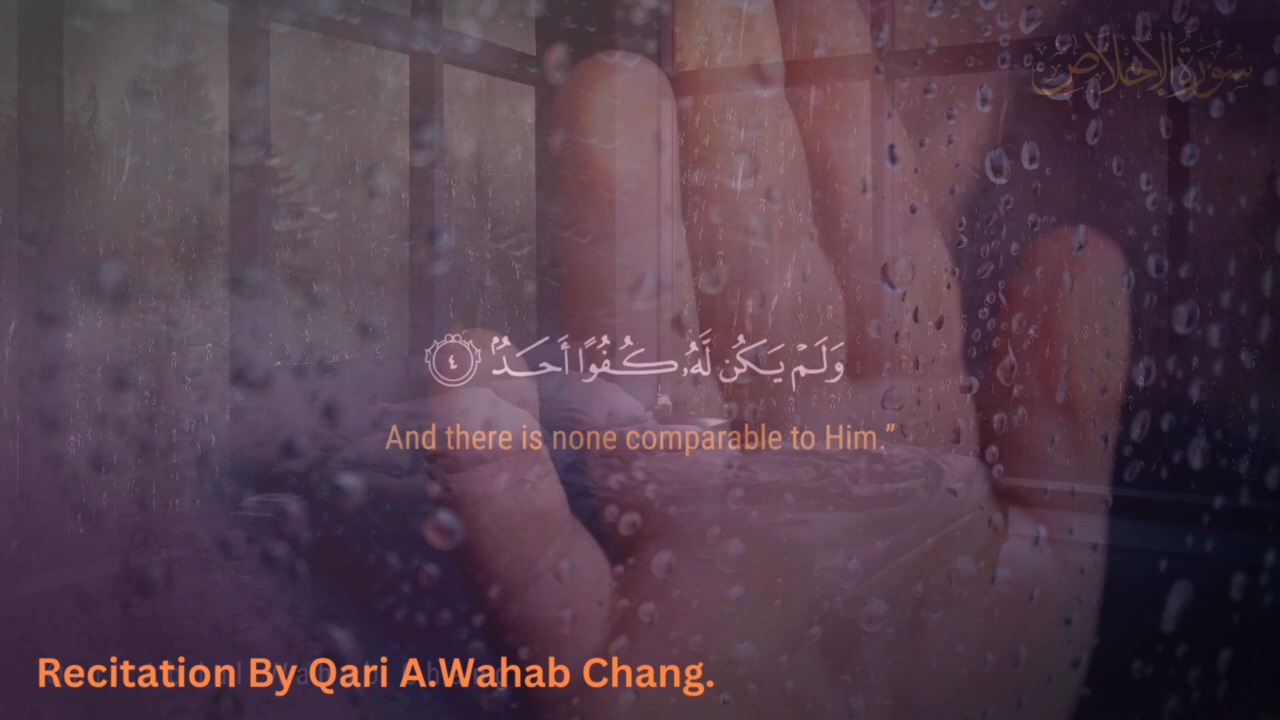 سورة الإخلاص
وَلَمْ يَكُن لَّهُۥ كُفُوًا أَحَدٌۢ ٤
And there is none comparable to Him.”
Recitation By Qari A.Wahab Chang.